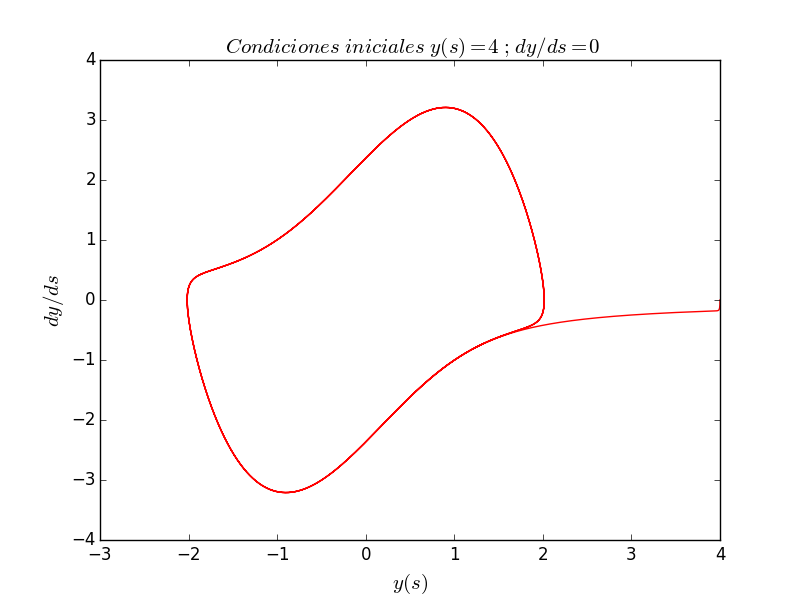 Condiciones iniciales y(s)=4 ; dy/ds=0
4
3
2
1
0
−1
−2
−3
−4
dy/ds
−3 −2 −1 0 1 2 3 4
y(s)